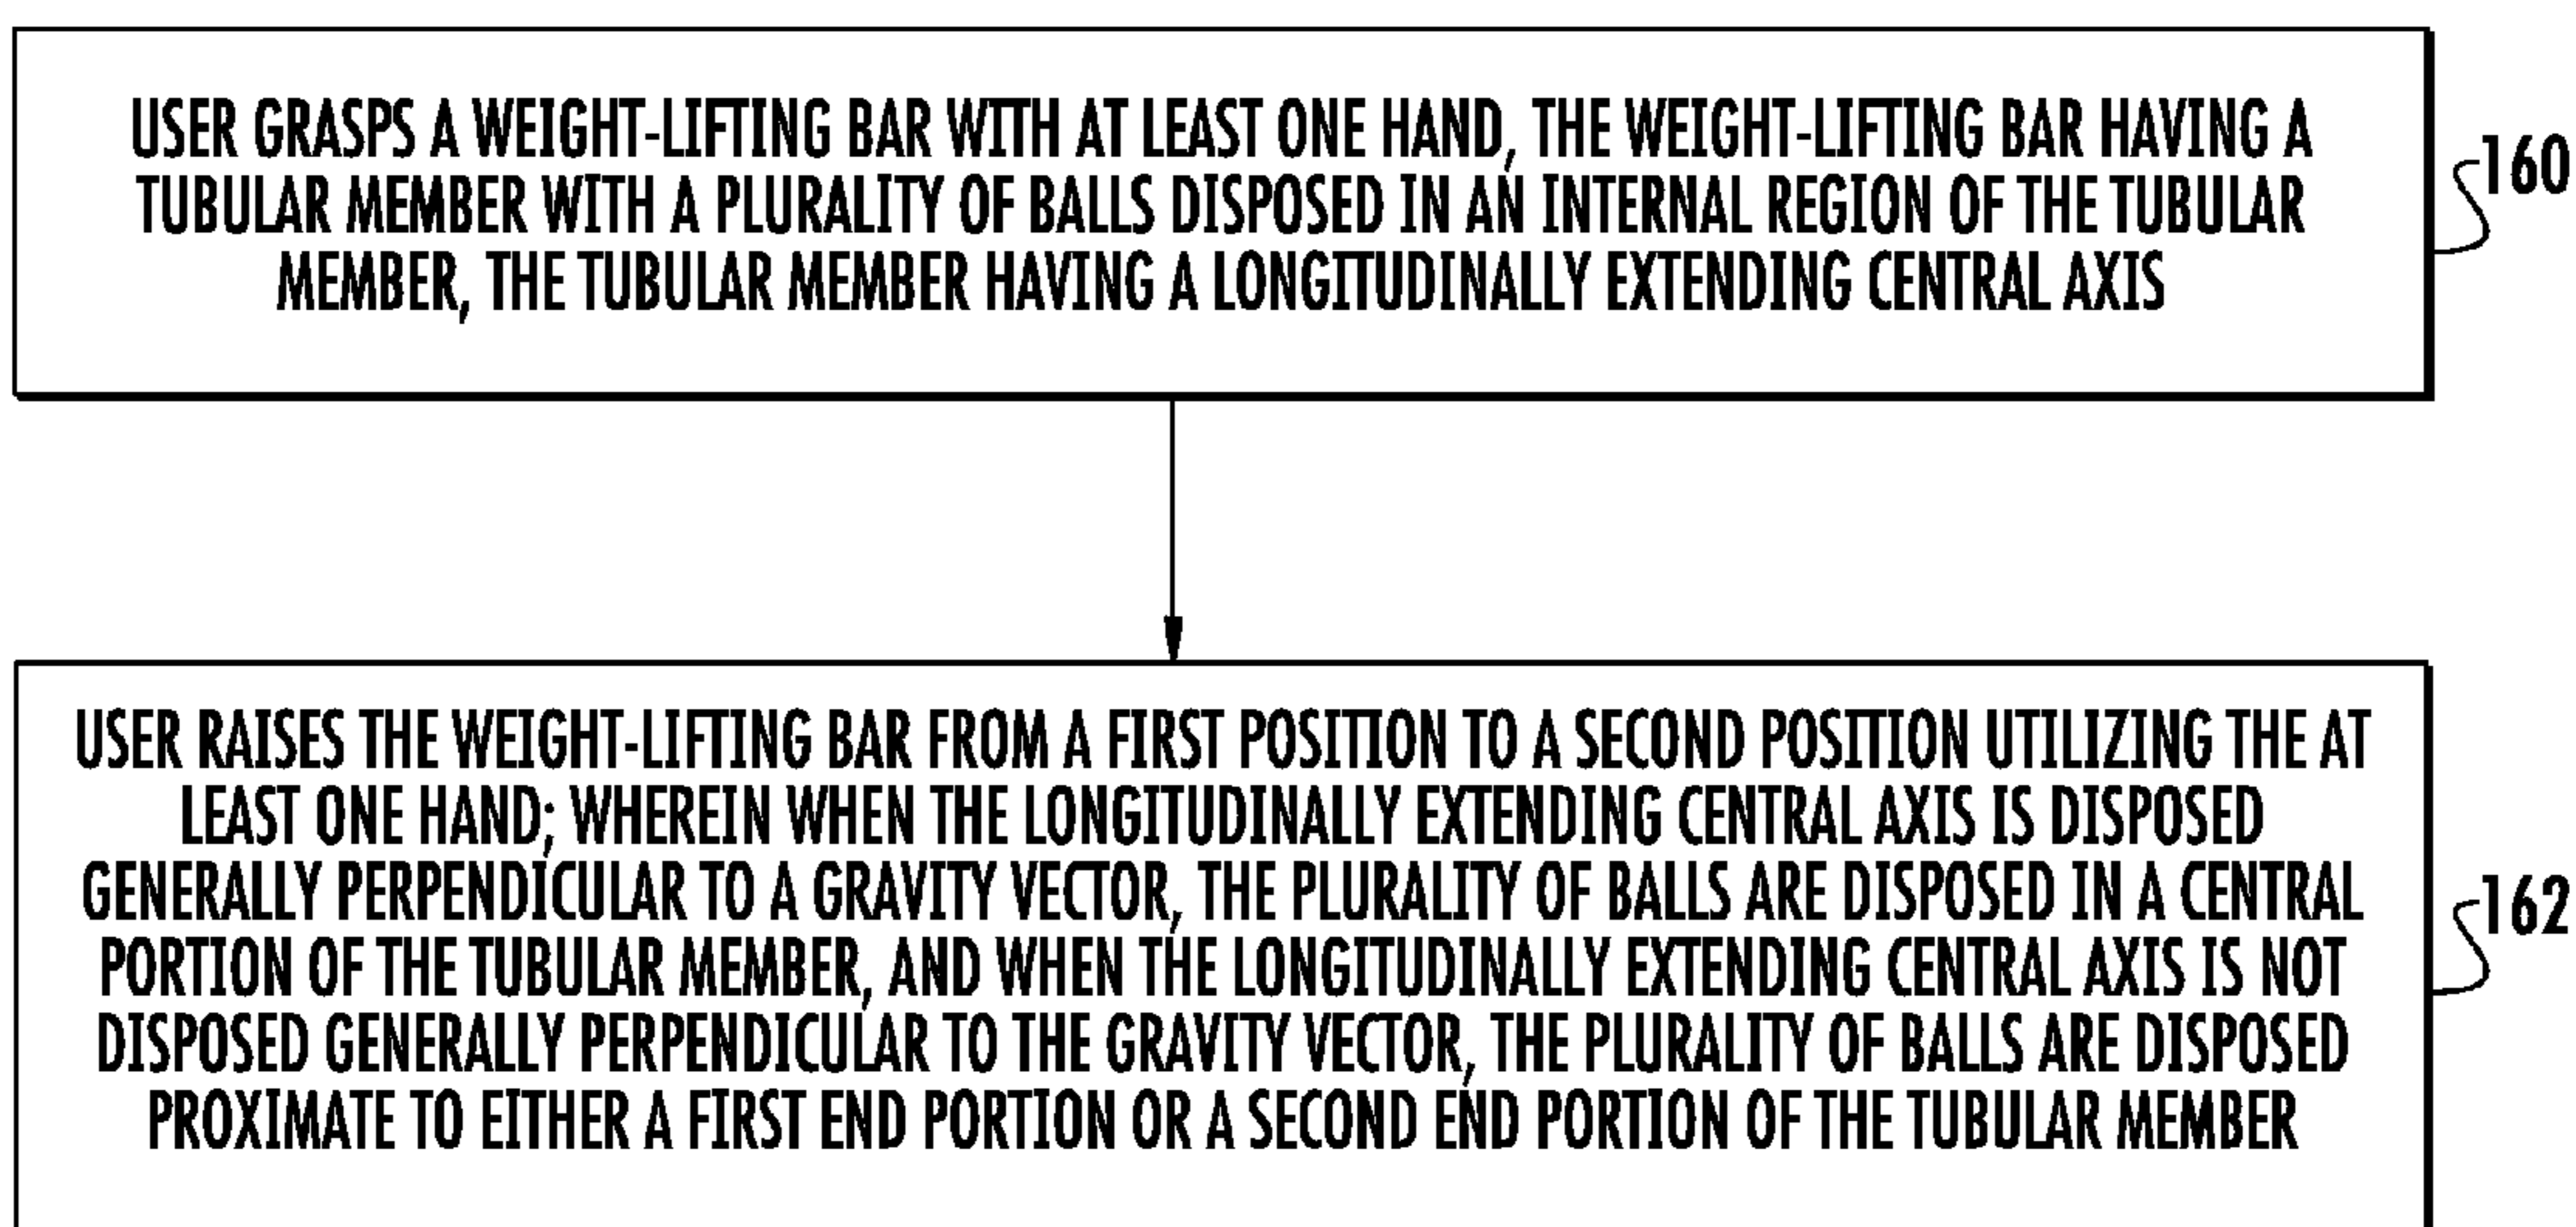 USER GRASPS A WEIGHT-LIFTING BAR WITH AT LEAST ONE HAND, THE WEIGHT-LIFTING BAR HAVING A
TUBULAR MEMBER WITH A PLURALITY OF BALLS DISPOSED IN AN INTERNAL REGION OF THE TUBULAR
MEMBER, THE TUBULAR MEMBER HAVING A LONGITUDINALLY EXTENDING CENTRAL AXIS
160
USER RAISES THE WEIGHT-LIFTING BAR FROM A FIRST POSITION TO A SECOND POSITION UTILIZING THE AT
LEAST ONE HAND; WHEREIN WHEN THE LONGITUDINALLY EXTENDING CENTRAL AXIS IS DISPOSED
GENERALLY PERPENDICULAR TO A GRAVITY VECTOR, THE PLURALITY OF BALLS ARE DISPOSED IN A CENTRAL
PORTION OF THE TUBULAR MEMBER, AND WHEN THE LONGITUDINALLY EXTENDING CENTRAL AXIS IS NOT
DISPOSED GENERALLY PERPENDICULAR TO THE GRAVITY VECTOR, THE PLURALITY OF BALLS ARE DISPOSED
PROXIMATE TO EITHER A FIRST END PORTION OR A SECOND END PORTION OF THE TUBULAR MEMBER
162